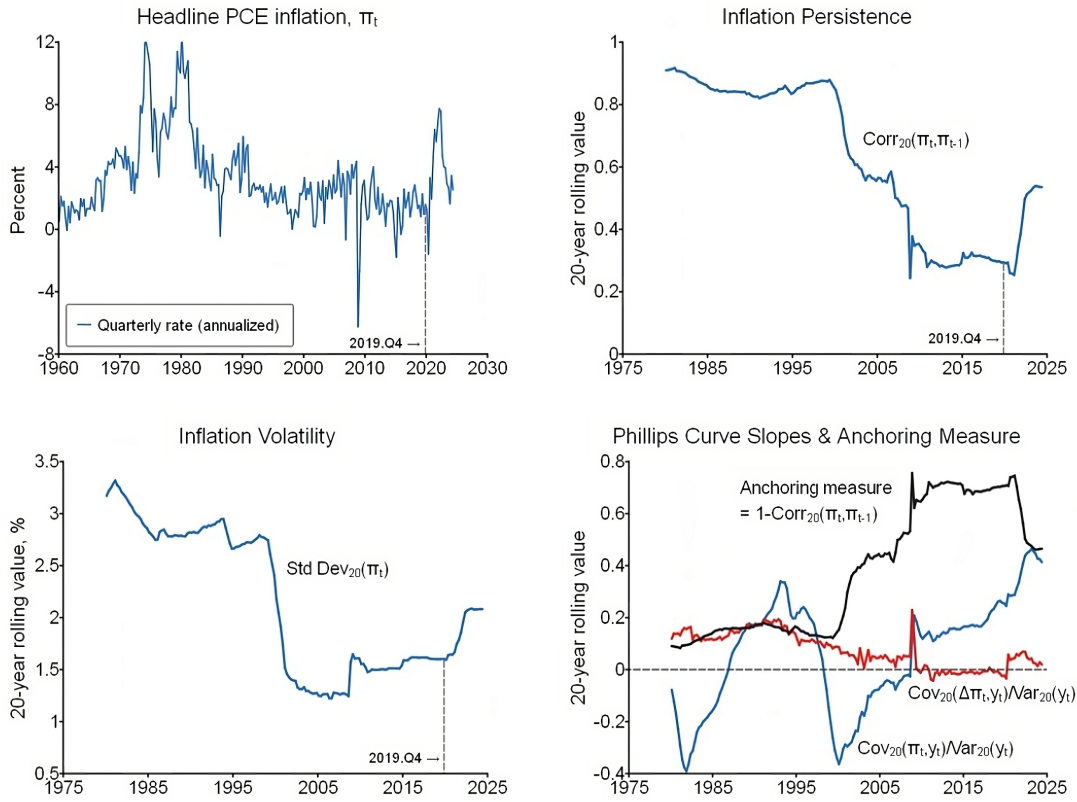 Headline PCE inflation, πt
Percent
12
8
4
0
-4
-8
Quarterly rate (annualized)
2019.Q4 →
1960 1970 1980 1990 2000 2010 2020 2030
Inflation Persistence
20-year rolling value
1
0.8
0.6
0.4
0.2
0
Corr20(πt,πt-1)
2019.Q4 →
1975 1985 1995 2005 2015 2025
Inflation Volatility
20-year rolling value, %
3.5
3
2.5
2
1.5
1
0.5
Std Dev20(πt)
2019.Q4 →
1975 1985 1995 2005 2015 2025
Phillips Curve Slopes & Anchoring Measure
20-year rolling value
0.8
0.6
0.4
0.2
0
-0.2
-0.4
Anchoring measure
= 1-Corr20(πt,πt-1)
Cov20(Δπt,yt)/Var20(yt)
Cov20(πt,yt)/Var20(yt)
1975 1985 1995 2005 2015 2025